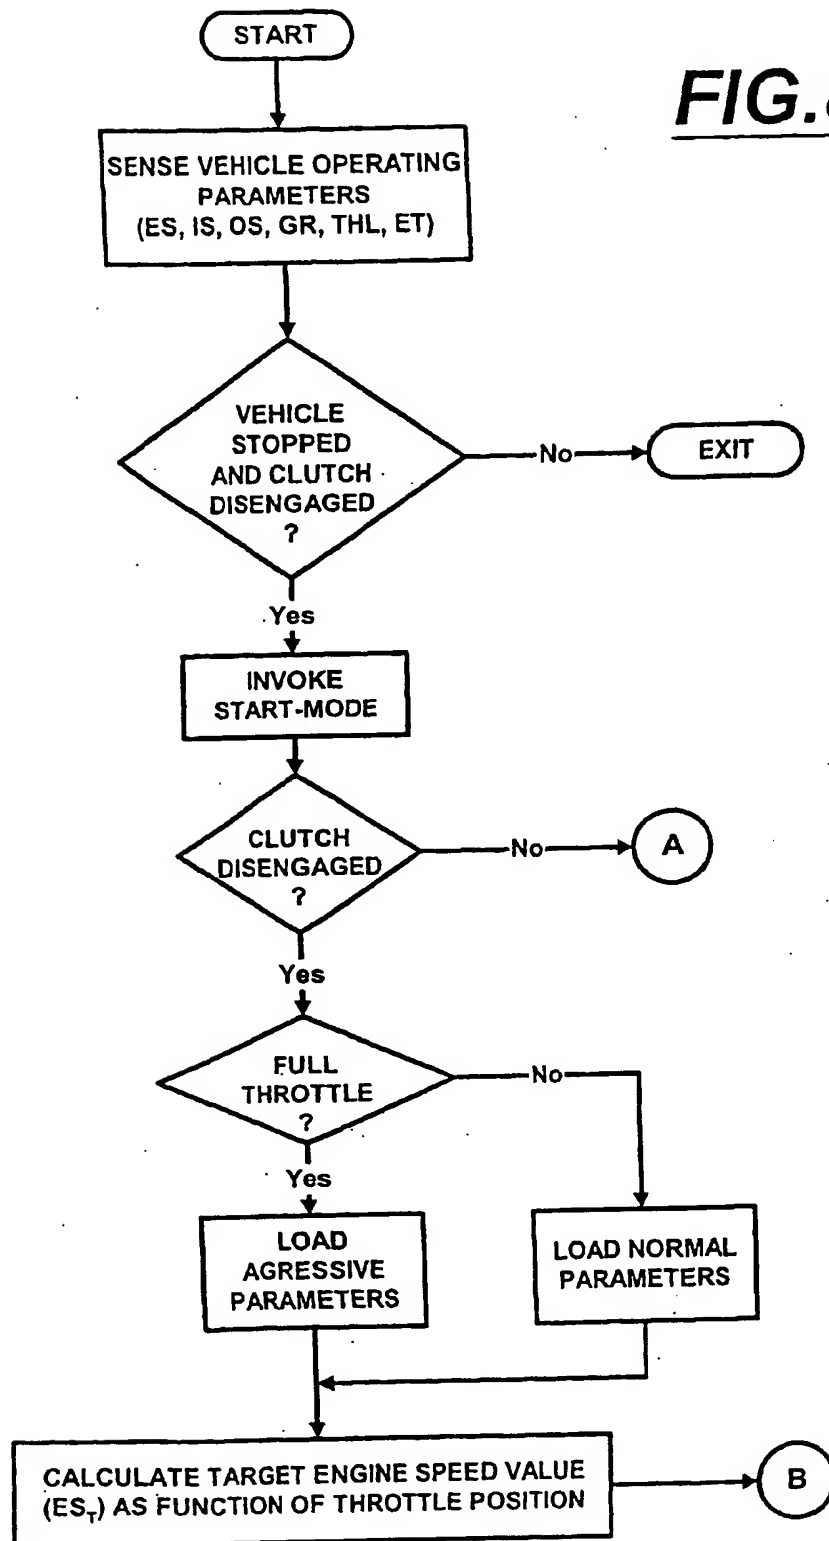 START
FIG.
SENSE VEHICLE OPERATING
PARAMETERS
(ES, IS, OS, GR, THL, ET)
VEHICLE
STOPPED
AND CLUTCH
DISENGAGED
?
No
EXIT
Yes
INVOKE
START-MODE
CLUTCH
DISENGAGED
?
No
A
Yes
FULL
THROTTLE
?
No
Yes
LOAD
AGRESSIVE
PARAMETERS
LOAD NORMAL
PARAMETERS
CALCULATE TARGET ENGINE SPEED VALUE
(ES_T) AS FUNCTION OF THROTTLE POSITION
B